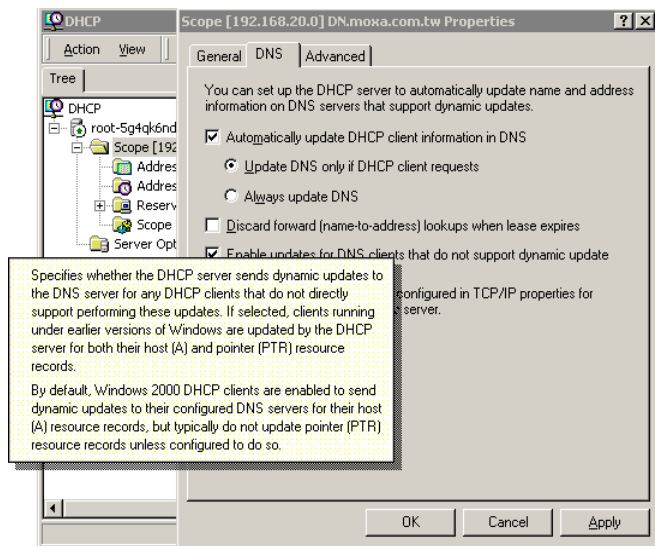 DHCP
Action View
Tree
DHCP
root-5g4qk6nd
Scope [192
Addres
Addres
Reserv
Scope
Server Opt
Scope [192.168.20.0] DN.moxa.com.tw Properties
General DNS Advanced
You can set up the DHCP server to automatically update name and address
information on DNS servers that support dynamic updates.
Automatically update DHCP client information in DNS
Update DNS only if DHCP client requests
Always update DNS
Discard forward (name-to-address) lookups when lease expires
Enable updates for DNS clients that do not support dynamic update
configured in TCP/IP properties for
server.
Specifies whether the DHCP server sends dynamic updates to
the DNS server for any DHCP clients that do not directly
support performing these updates. If selected, clients running
under earlier versions of Windows are updated by the DHCP
server for both their host (A) and pointer (PTR) resource
records.
By default, Windows 2000 DHCP clients are enabled to send
dynamic updates to their configured DNS servers for their host
(A) resource records, but typically do not update pointer (PTR)
resource records unless configured to do so.
OK Cancel Apply